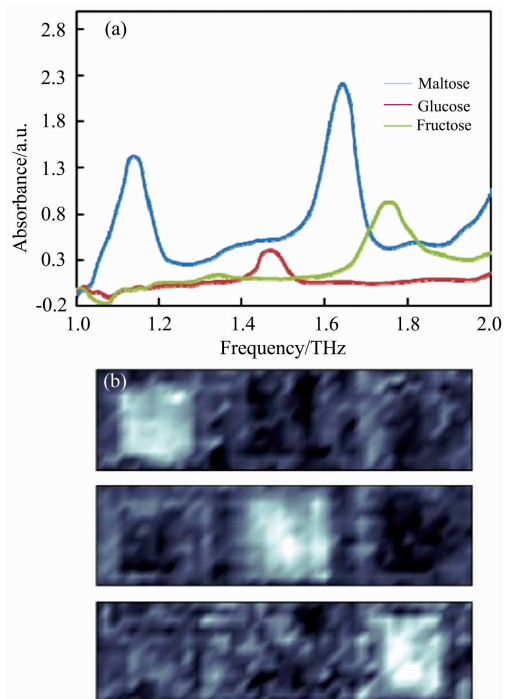 (a)
2.8
2.3
1.8
1.3
0.8
0.3
-0.2
Absorbance/a.u.
Maltose
Glucose
Fructose
1.0 1.2 1.4 1.6 1.8 2.0
Frequency/THz
(b)